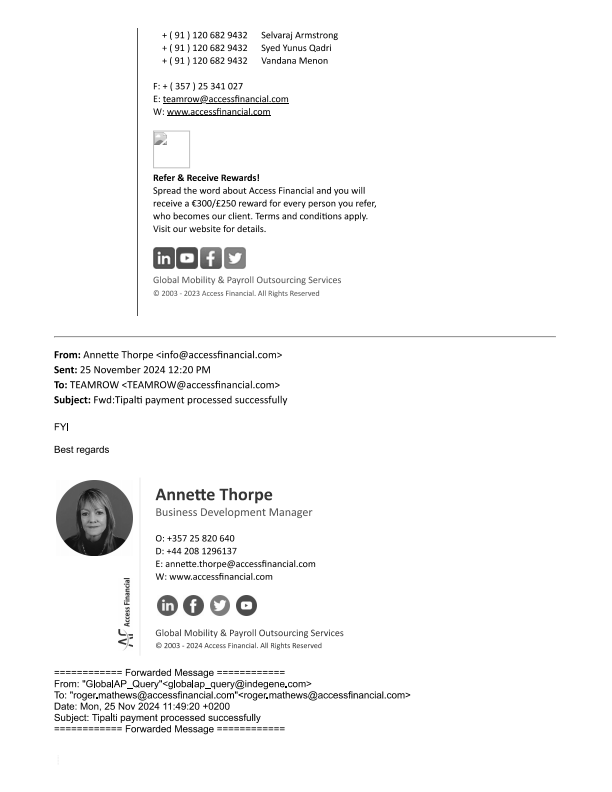 + ( 91 ) 120 682 9432 Selvaraj Armstrong
+ ( 91 ) 120 682 9432 Syed Yunus Qadri
+ ( 91 ) 120 682 9432 Vandana Menon
F: + ( 357 ) 25 341 027
E: teamrow@accessfinancial.com
W: www.accessfinancial.com
Refer & Receive Rewards!
Spread the word about Access Financial and you will
receive a €300/£250 reward for every person you refer,
who becomes our client. Terms and conditions apply.
Visit our website for details.
Global Mobility & Payroll Outsourcing Services
© 2003 - 2023 Access Financial. All Rights Reserved
From: Annette Thorpe <info@accessfinancial.com>
Sent: 25 November 2024 12:20 PM
To: TEAMROW <TEAMROW@accessfinancial.com>
Subject: Fwd:Tipalti payment processed successfully
FYI
Best regards
Annette Thorpe
Business Development Manager
O: +357 25 820 640
D: +44 208 1296137
E: annette.thorpe@accessfinancial.com
W: www.accessfinancial.com
AF Access Financial
Global Mobility & Payroll Outsourcing Services
© 2003 - 2024 Access Financial. All Rights Reserved
============ Forwarded Message ============
From: "GlobalAP_Query"<globalap_query@indegene.com>
To: "roger.mathews@accessfinancial.com"<roger.mathews@accessfinancial.com>
Date: Mon, 25 Nov 2024 11:49:20 +0200
Subject: Tipalti payment processed successfully
============ Forwarded Message ============